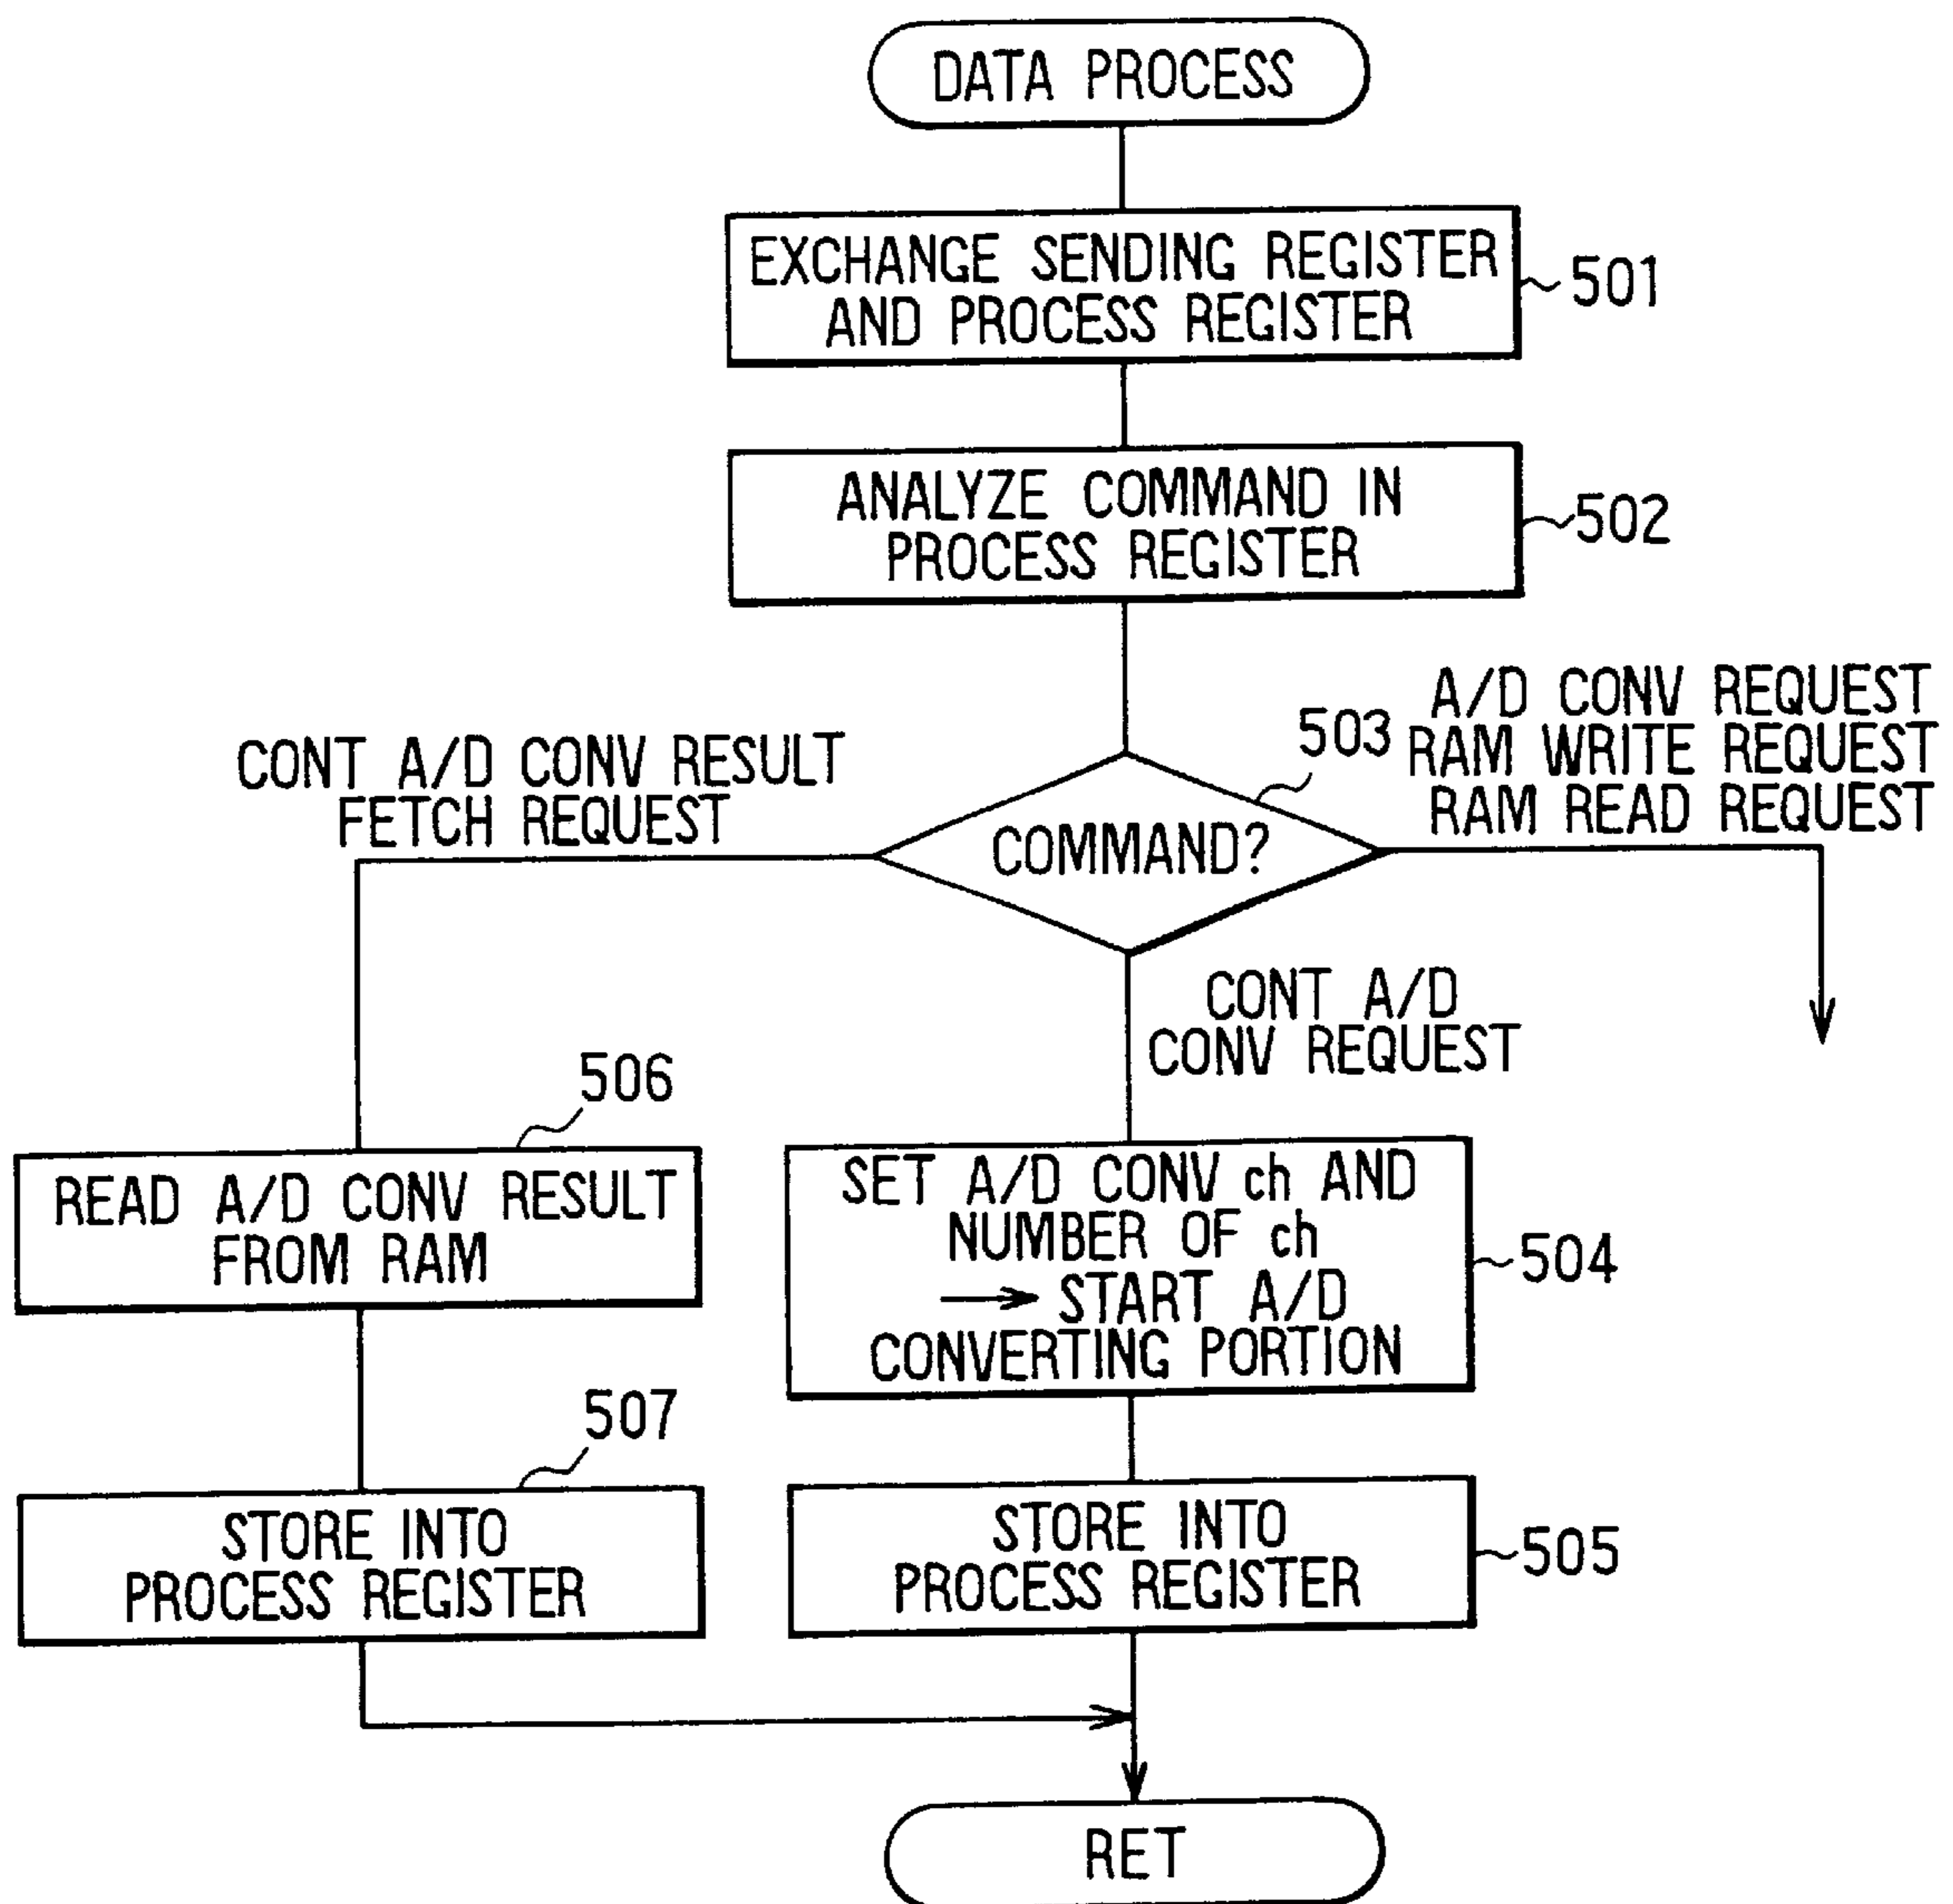 DATA PROCESS
EXCHANGE SENDING REGISTER
AND PROCESS REGISTER
501
ANALYZE COMMAND IN
PROCESS REGISTER
502
503
A/D CONV REQUEST
RAM WRITE REQUEST
RAM READ REQUEST
CONT A/D CONV RESULT
FETCH REQUEST
COMMAND?
CONT A/D
CONV REQUEST
506
READ A/D CONV RESULT
FROM RAM
SET A/D CONV ch AND
NUMBER OF ch
→ START A/D
CONVERTING PORTION
504
507
STORE INTO
PROCESS REGISTER
STORE INTO
PROCESS REGISTER
505
RET